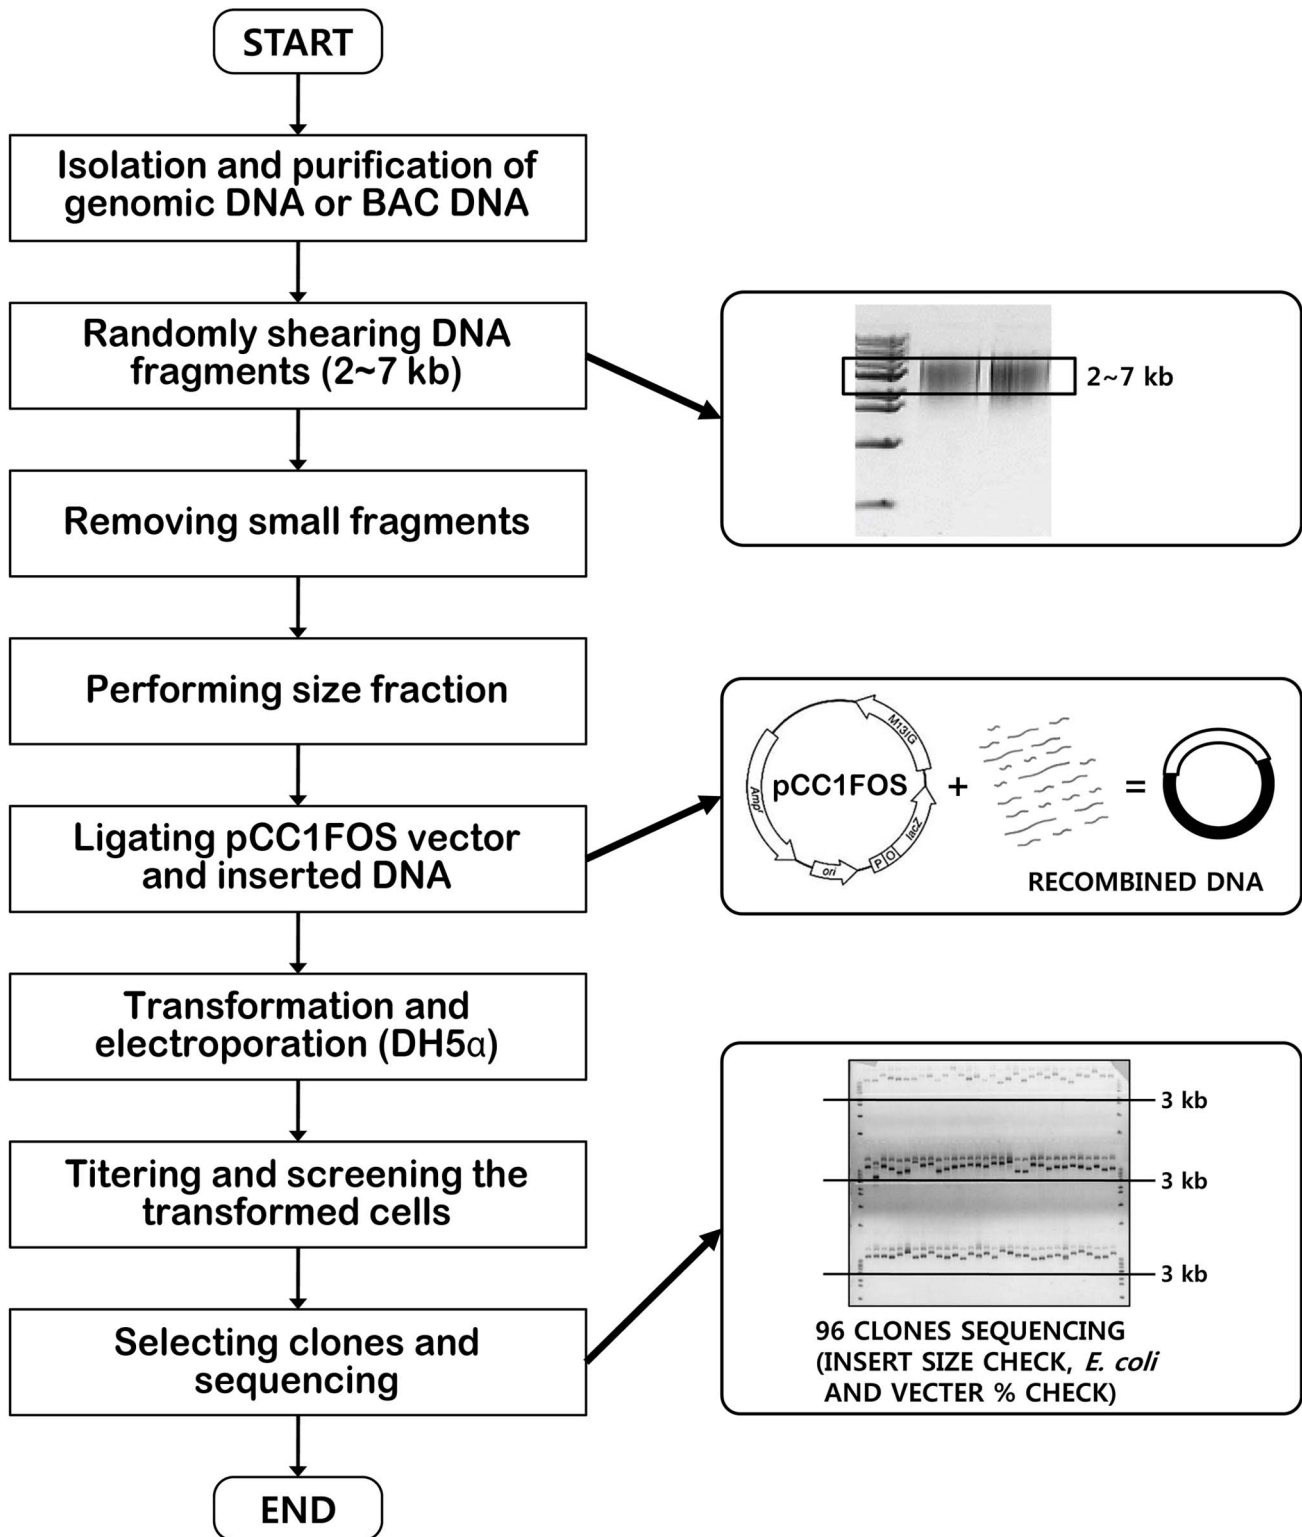 START
Isolation and purification of
genomic DNA or BAC DNA
Randomly shearing DNA
fragments (2~7 kb)
2~7 kb
Removing small fragments
Performing size fraction
Ligating pCC1FOS vector
and inserted DNA
M13IG
pCC1FOS
Ampʳ
ori
P
O
lacZ
+
=
RECOMBINED DNA
Transformation and
electroporation (DH5α)
Titering and screening the
transformed cells
Selecting clones and
sequencing
3 kb
3 kb
3 kb
96 CLONES SEQUENCING
(INSERT SIZE CHECK, E. coli
AND VECTER % CHECK)
END